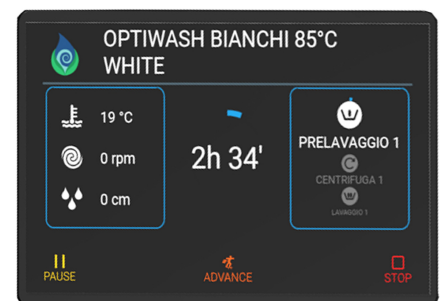 OPTIWASH BIANCHI 85°C
WHITE
19 °C
0 rpm
0 cm
2h 34'
PRELAVAGGIO 1
CENTRIFUGA 1
LAVAGGIO 1
PAUSE
ADVANCE
STOP